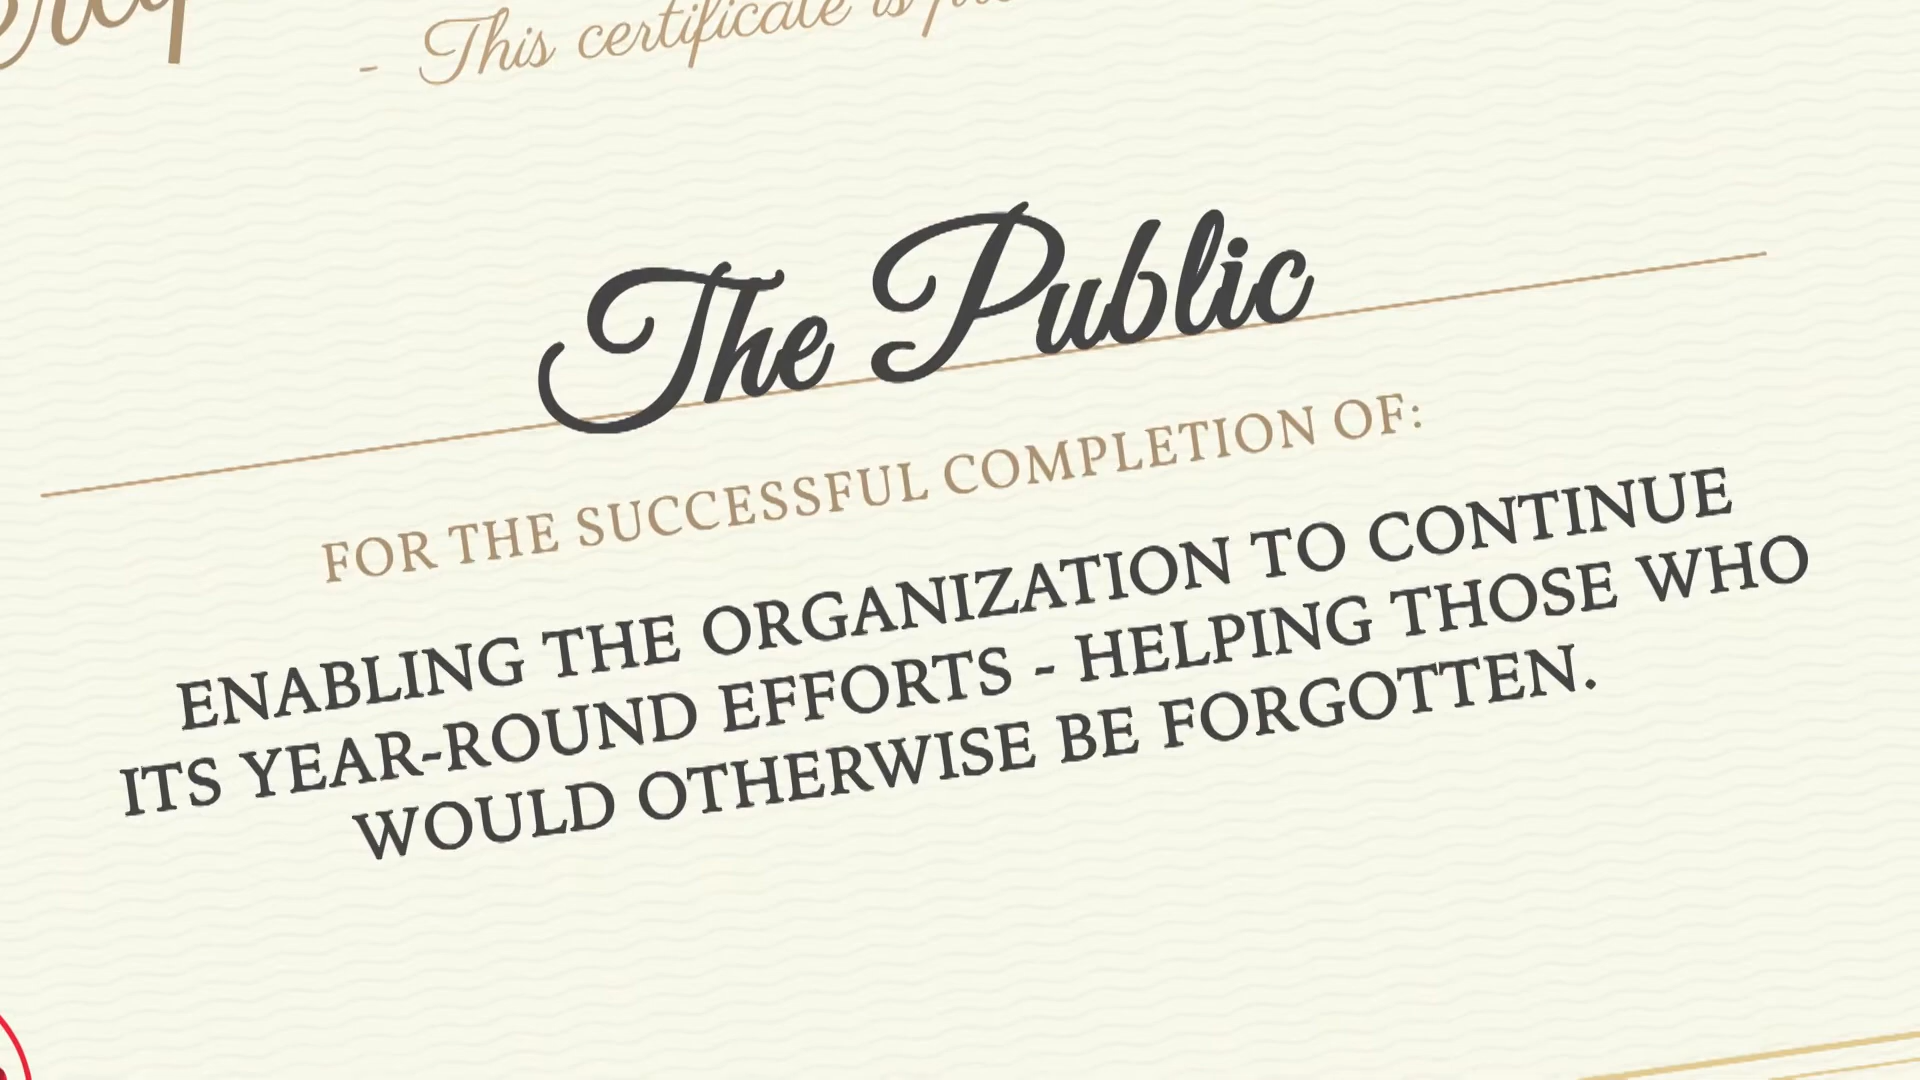 - This certificate is
The Public
FOR THE SUCCESSFUL COMPLETION OF:
ENABLING THE ORGANIZATION TO CONTINUE
ITS YEAR-ROUND EFFORTS - HELPING THOSE WHO
WOULD OTHERWISE BE FORGOTTEN.